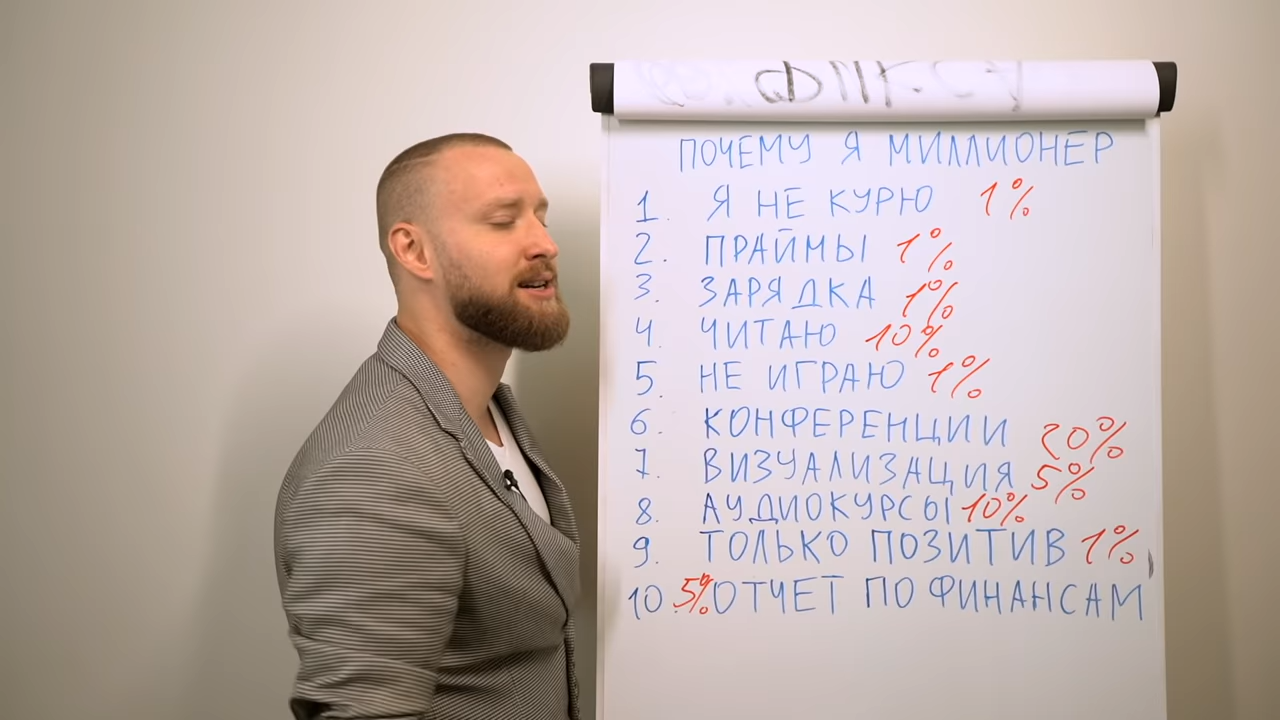 ПОЧЕМУ Я МИЛЛИОНЕР
1. Я НЕ КУРЮ 1%
2. ПРАЙМЫ 1%
3. ЗАРЯДКА 1%
4. ЧИТАЮ 10%
5. НЕ ИГРАЮ 1%
6. КОНФЕРЕНЦИИ 20%
7. ВИЗУАЛИЗАЦИЯ 5%
8. АУДИОКУРСЫ 10%
9. ТОЛЬКО ПОЗИТИВ 1%
10. 5% ОТЧЕТ ПО ФИНАНСАМ